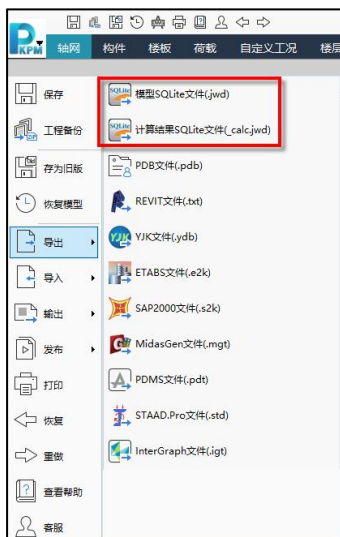 PKPM
轴网 构件 楼板 荷载 自定义工况 楼层
保存
工程备份
存为旧版
恢复模型
导出
导入
输出
发布
打印
恢复
重做
查看帮助
客服
SQLite 模型SQLite文件(.jwd)
SQLite 计算结果SQLite文件(_calc.jwd)
PDB文件(.pdb)
REVIT文件(.txt)
YJK YJK文件(.ydb)
ETABS文件(.e2k)
SAP2000文件(.s2k)
MidasGen文件(.mgt)
PDMS文件(.pdt)
STAAD.Pro文件(.std)
InterGraph文件(.igt)